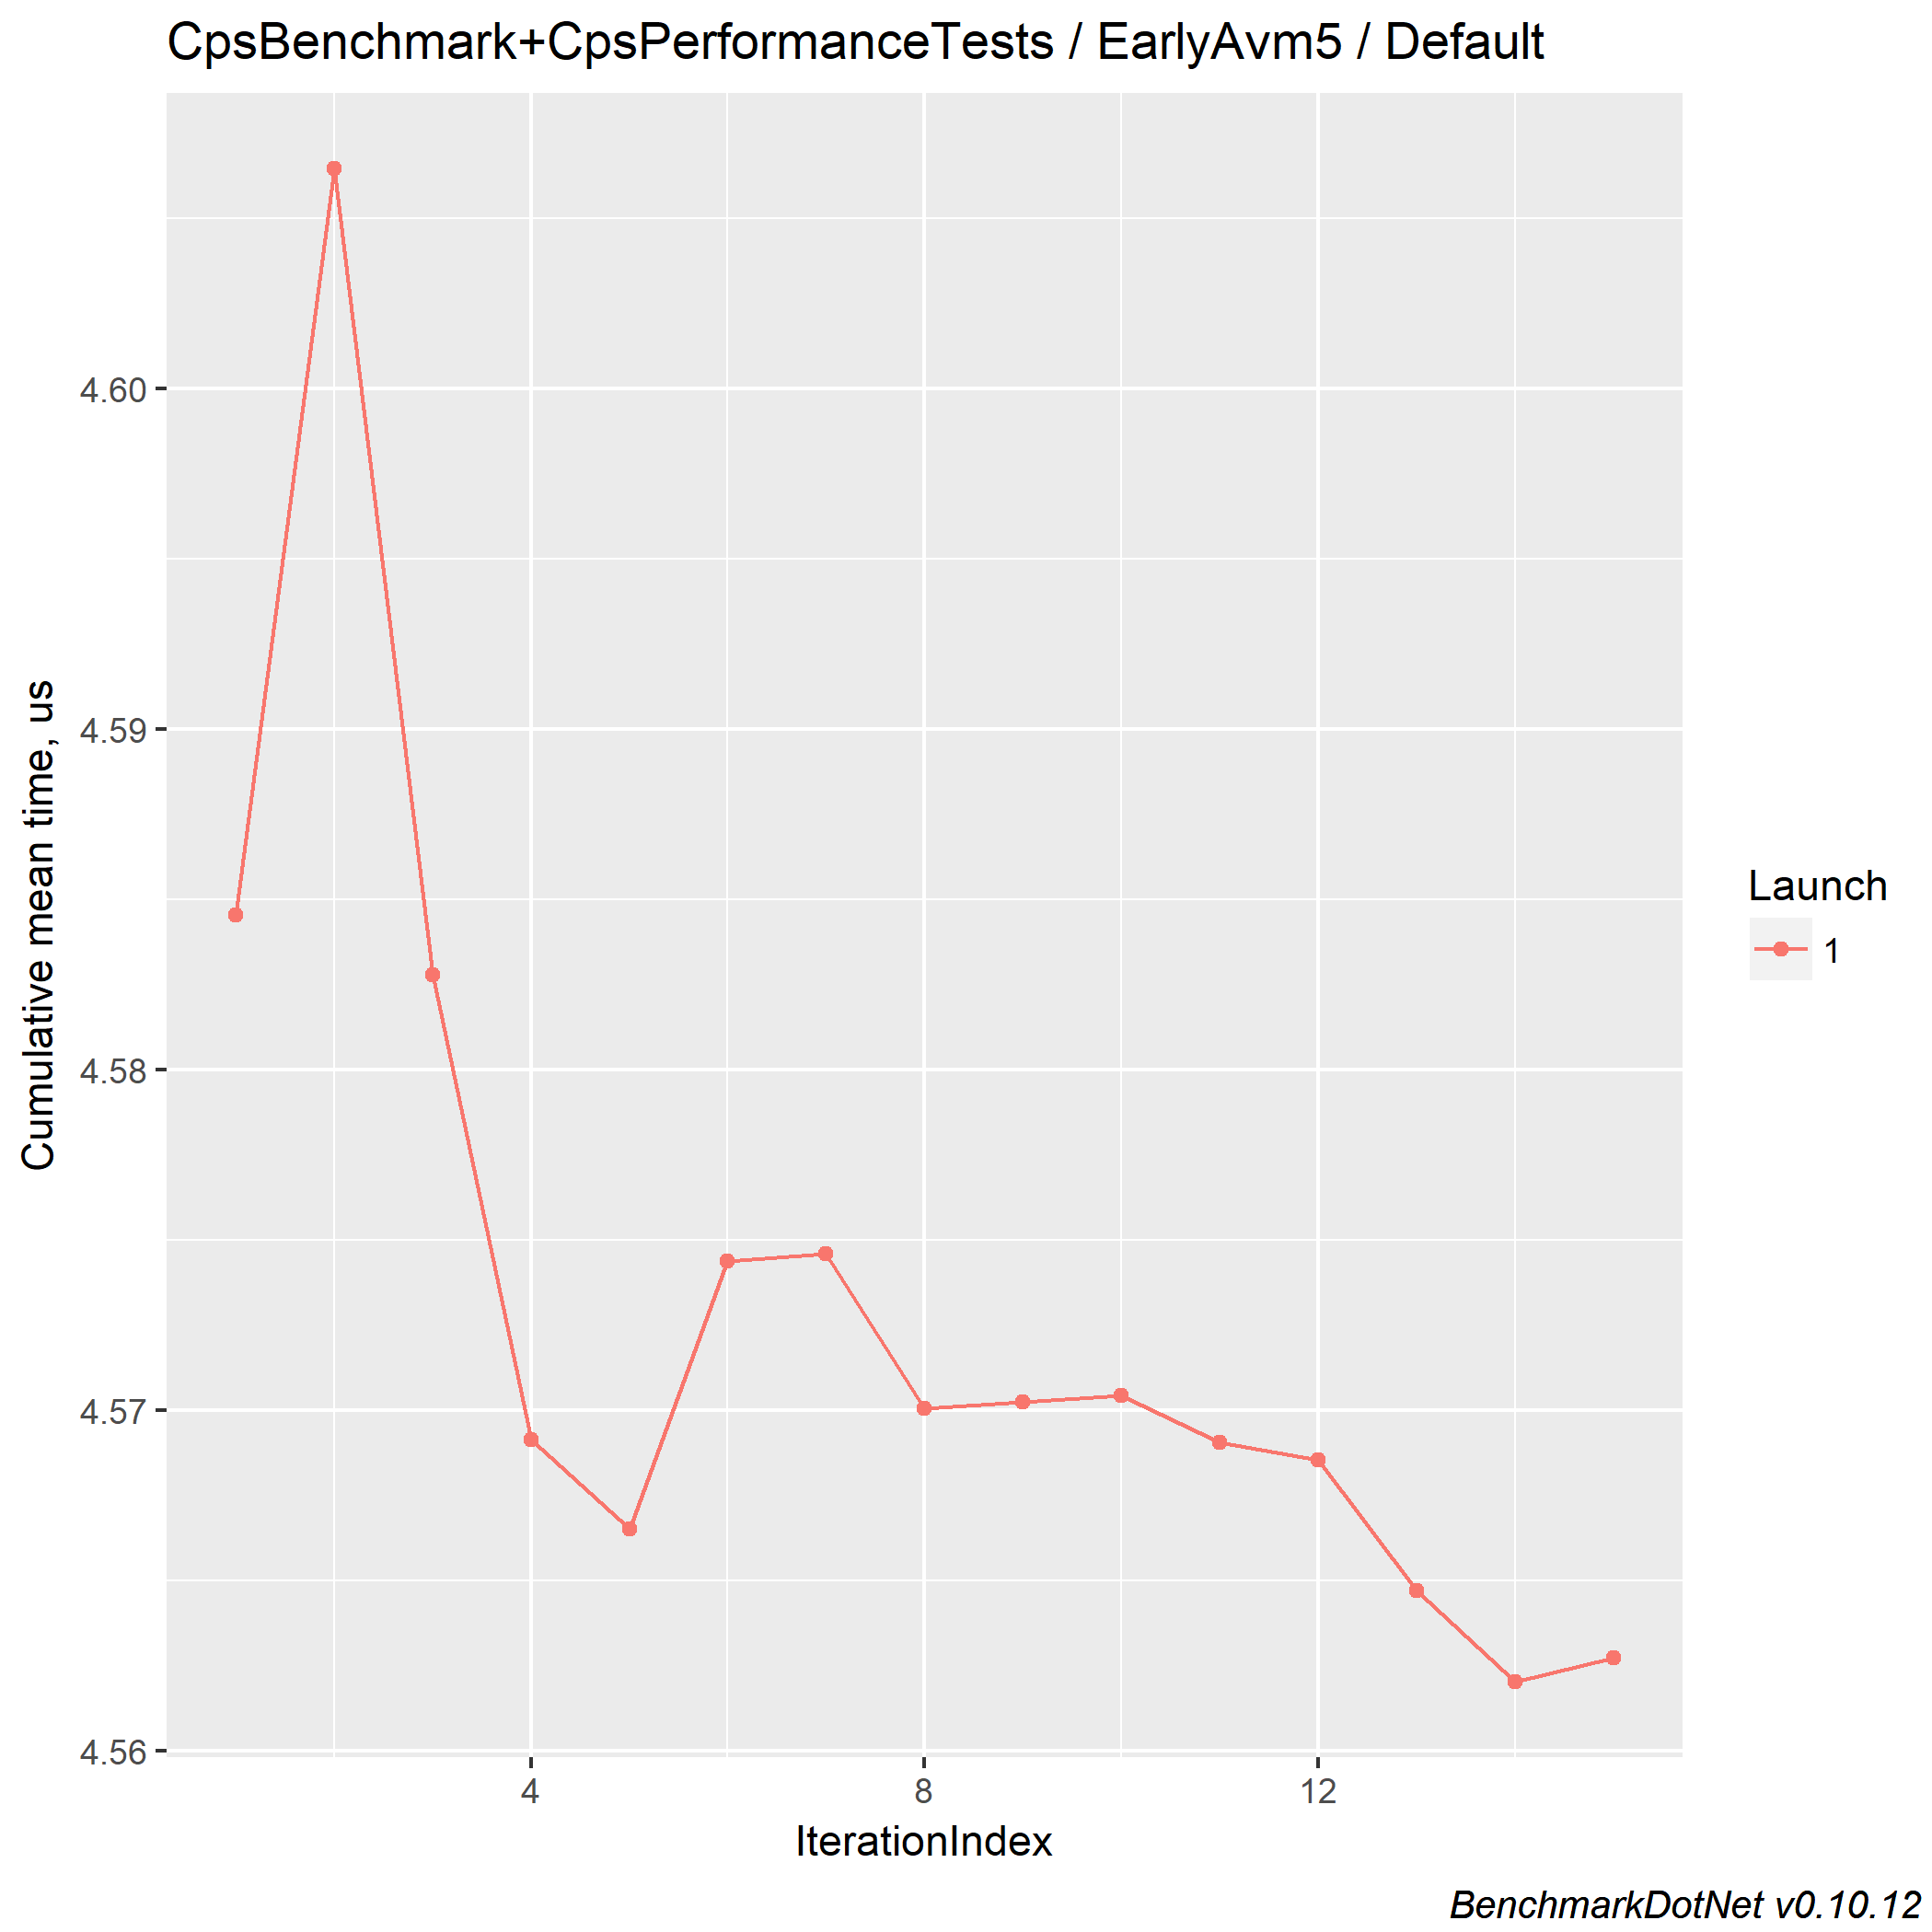 CpsBenchmark+CpsPerformanceTests / EarlyAvm5 / Default
Cumulative mean time, us
4.60
4.59
4.58
4.57
4.56
4
8
12
IterationIndex
Launch
1
BenchmarkDotNet v0.10.12